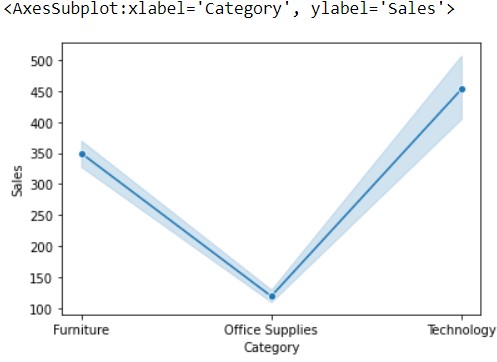 <AxesSubplot:xlabel='Category', ylabel='Sales'>
500
450
400
350
300
250
200
150
100
Sales
Furniture Office Supplies Technology
Category